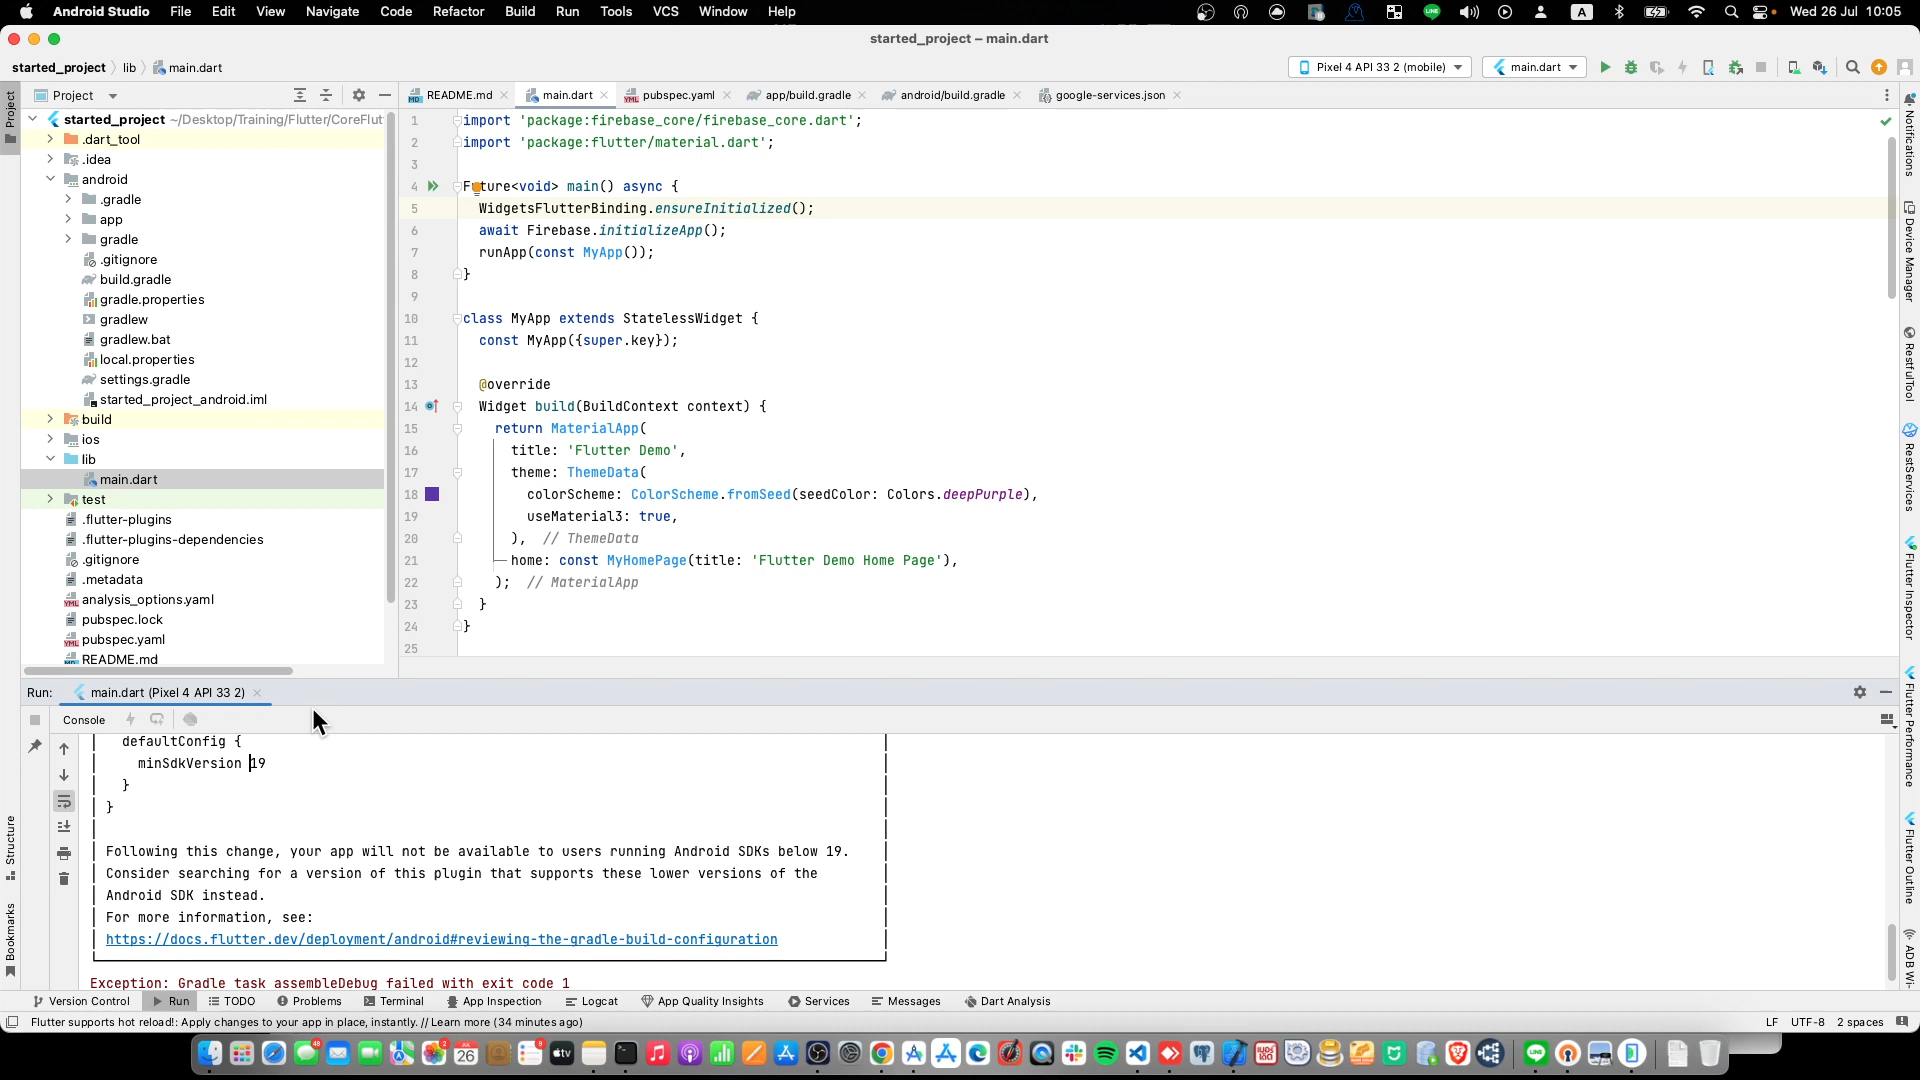 Android Studio File Edit View Navigate Code Refactor Build Run Tools VCS Window Help A Wed 26 Jul 10:05
started_project – main.dart
started_project lib main.dart Pixel 4 API 33 2 (mobile) main.dart
Project README.md main.dart pubspec.yaml app/build.gradle android/build.gradle google-services.json
Project
started_project ~/Desktop/Training/Flutter/CoreFlut
.dart_tool
.idea
android
.gradle
app
gradle
.gitignore
build.gradle
gradle.properties
gradlew
gradlew.bat
local.properties
settings.gradle
started_project_android.iml
build
ios
lib
main.dart
test
.flutter-plugins
.flutter-plugins-dependencies
.gitignore
.metadata
analysis_options.yaml
pubspec.lock
pubspec.yaml
README.md
1 import 'package:firebase_core/firebase_core.dart';
2 import 'package:flutter/material.dart';
3
4 Future<void> main() async {
5 WidgetsFlutterBinding.ensureInitialized();
6 await Firebase.initializeApp();
7 runApp(const MyApp());
8 }
9
10 class MyApp extends StatelessWidget {
11 const MyApp({super.key});
12
13 @override
14 Widget build(BuildContext context) {
15 return MaterialApp(
16 title: 'Flutter Demo',
17 theme: ThemeData(
18 colorScheme: ColorScheme.fromSeed(seedColor: Colors.deepPurple),
19 useMaterial3: true,
20 ), // ThemeData
21 home: const MyHomePage(title: 'Flutter Demo Home Page'),
22 ); // MaterialApp
23 }
24 }
25
Notifications
Device Manager
RestfulTool
RestServices
Flutter Inspector
Flutter Performance
Flutter Outline
ADB Wi-
Structure
Bookmarks
Run: main.dart (Pixel 4 API 33 2)
Console
defaultConfig {
minSdkVersion 19
}
}
Following this change, your app will not be available to users running Android SDKs below 19.
Consider searching for a version of this plugin that supports these lower versions of the
Android SDK instead.
For more information, see:
https://docs.flutter.dev/deployment/android#reviewing-the-gradle-build-configuration
Exception: Gradle task assembleDebug failed with exit code 1
Version Control Run TODO Problems Terminal App Inspection Logcat App Quality Insights Services Messages Dart Analysis
Flutter supports hot reload!: Apply changes to your app in place, instantly. // Learn more (34 minutes ago) LF UTF-8 2 spaces